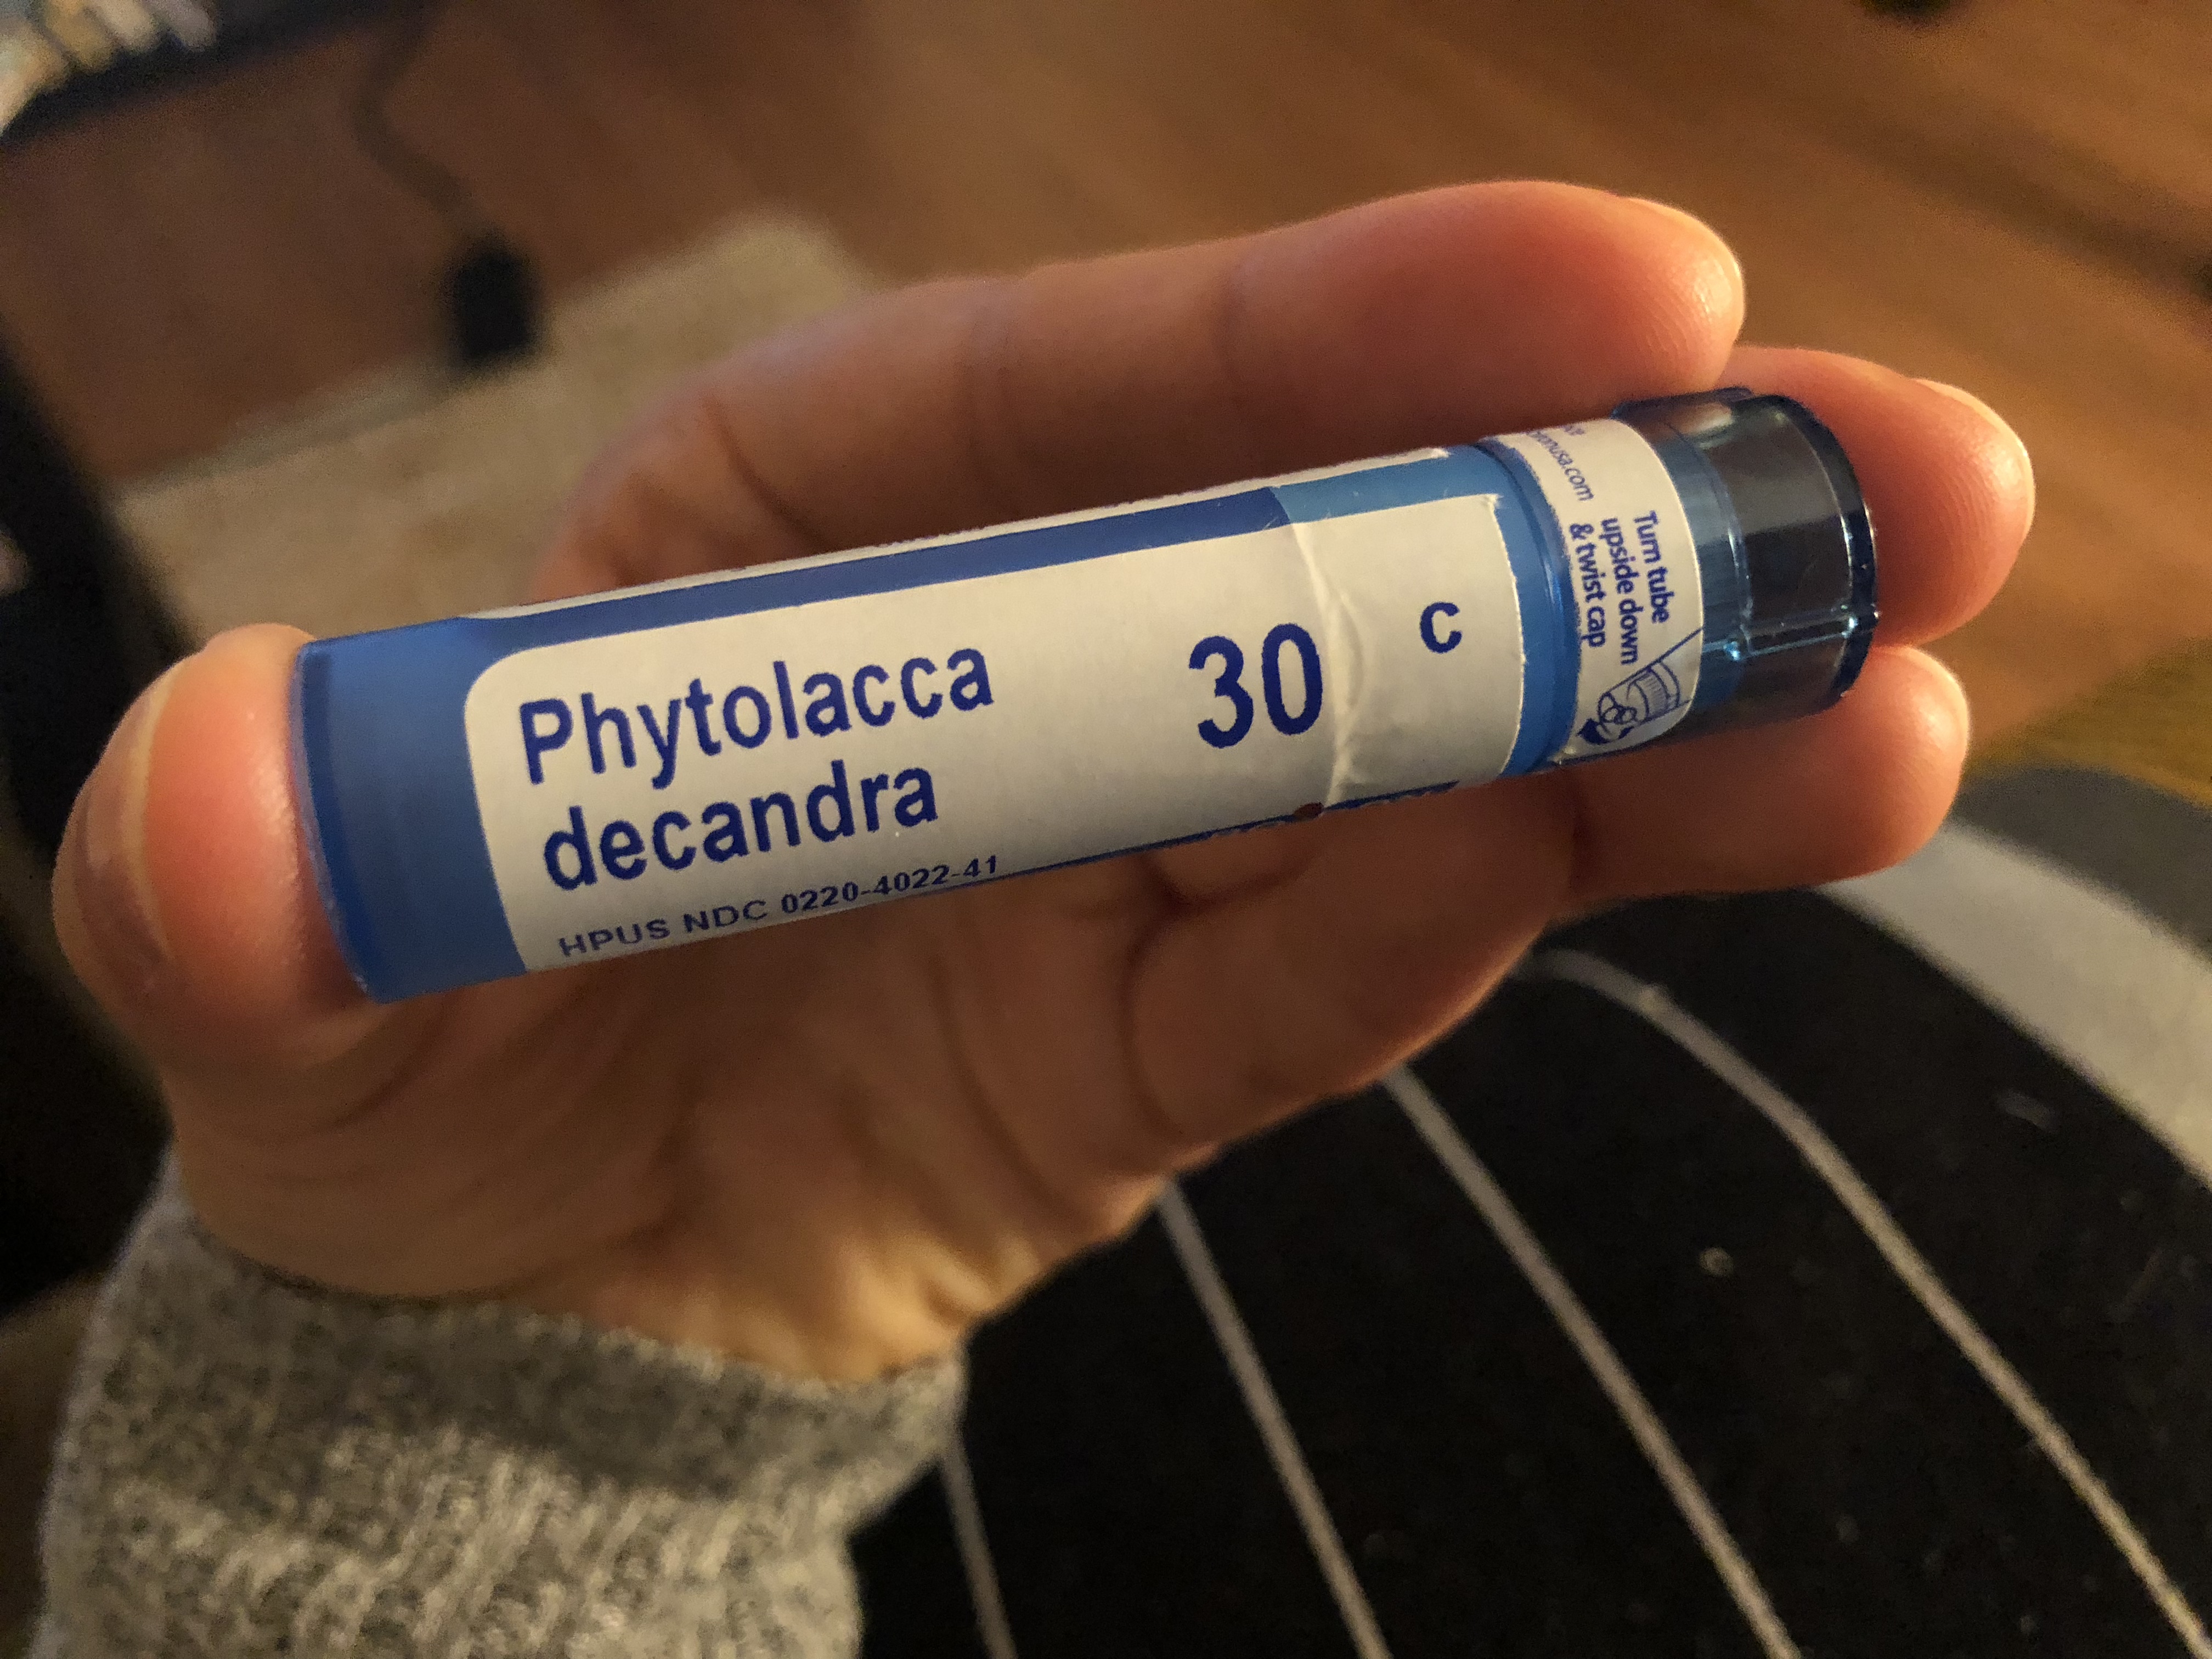 Phytolacca
decandra
30 C
HPUS NDC 0220-4022-41
Turn tube
upside down
& twist cap